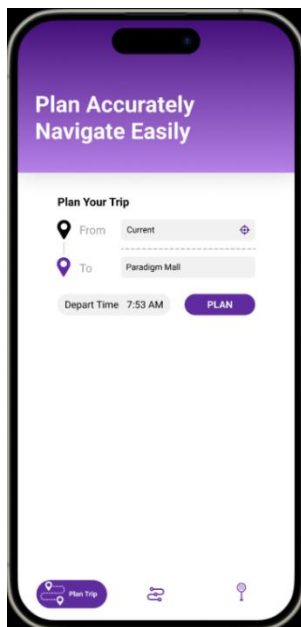 Plan Accurately
Navigate Easily
Plan Your Trip
From Current
To Paradigm Mall
Depart Time 7:53 AM PLAN
Plan Trip